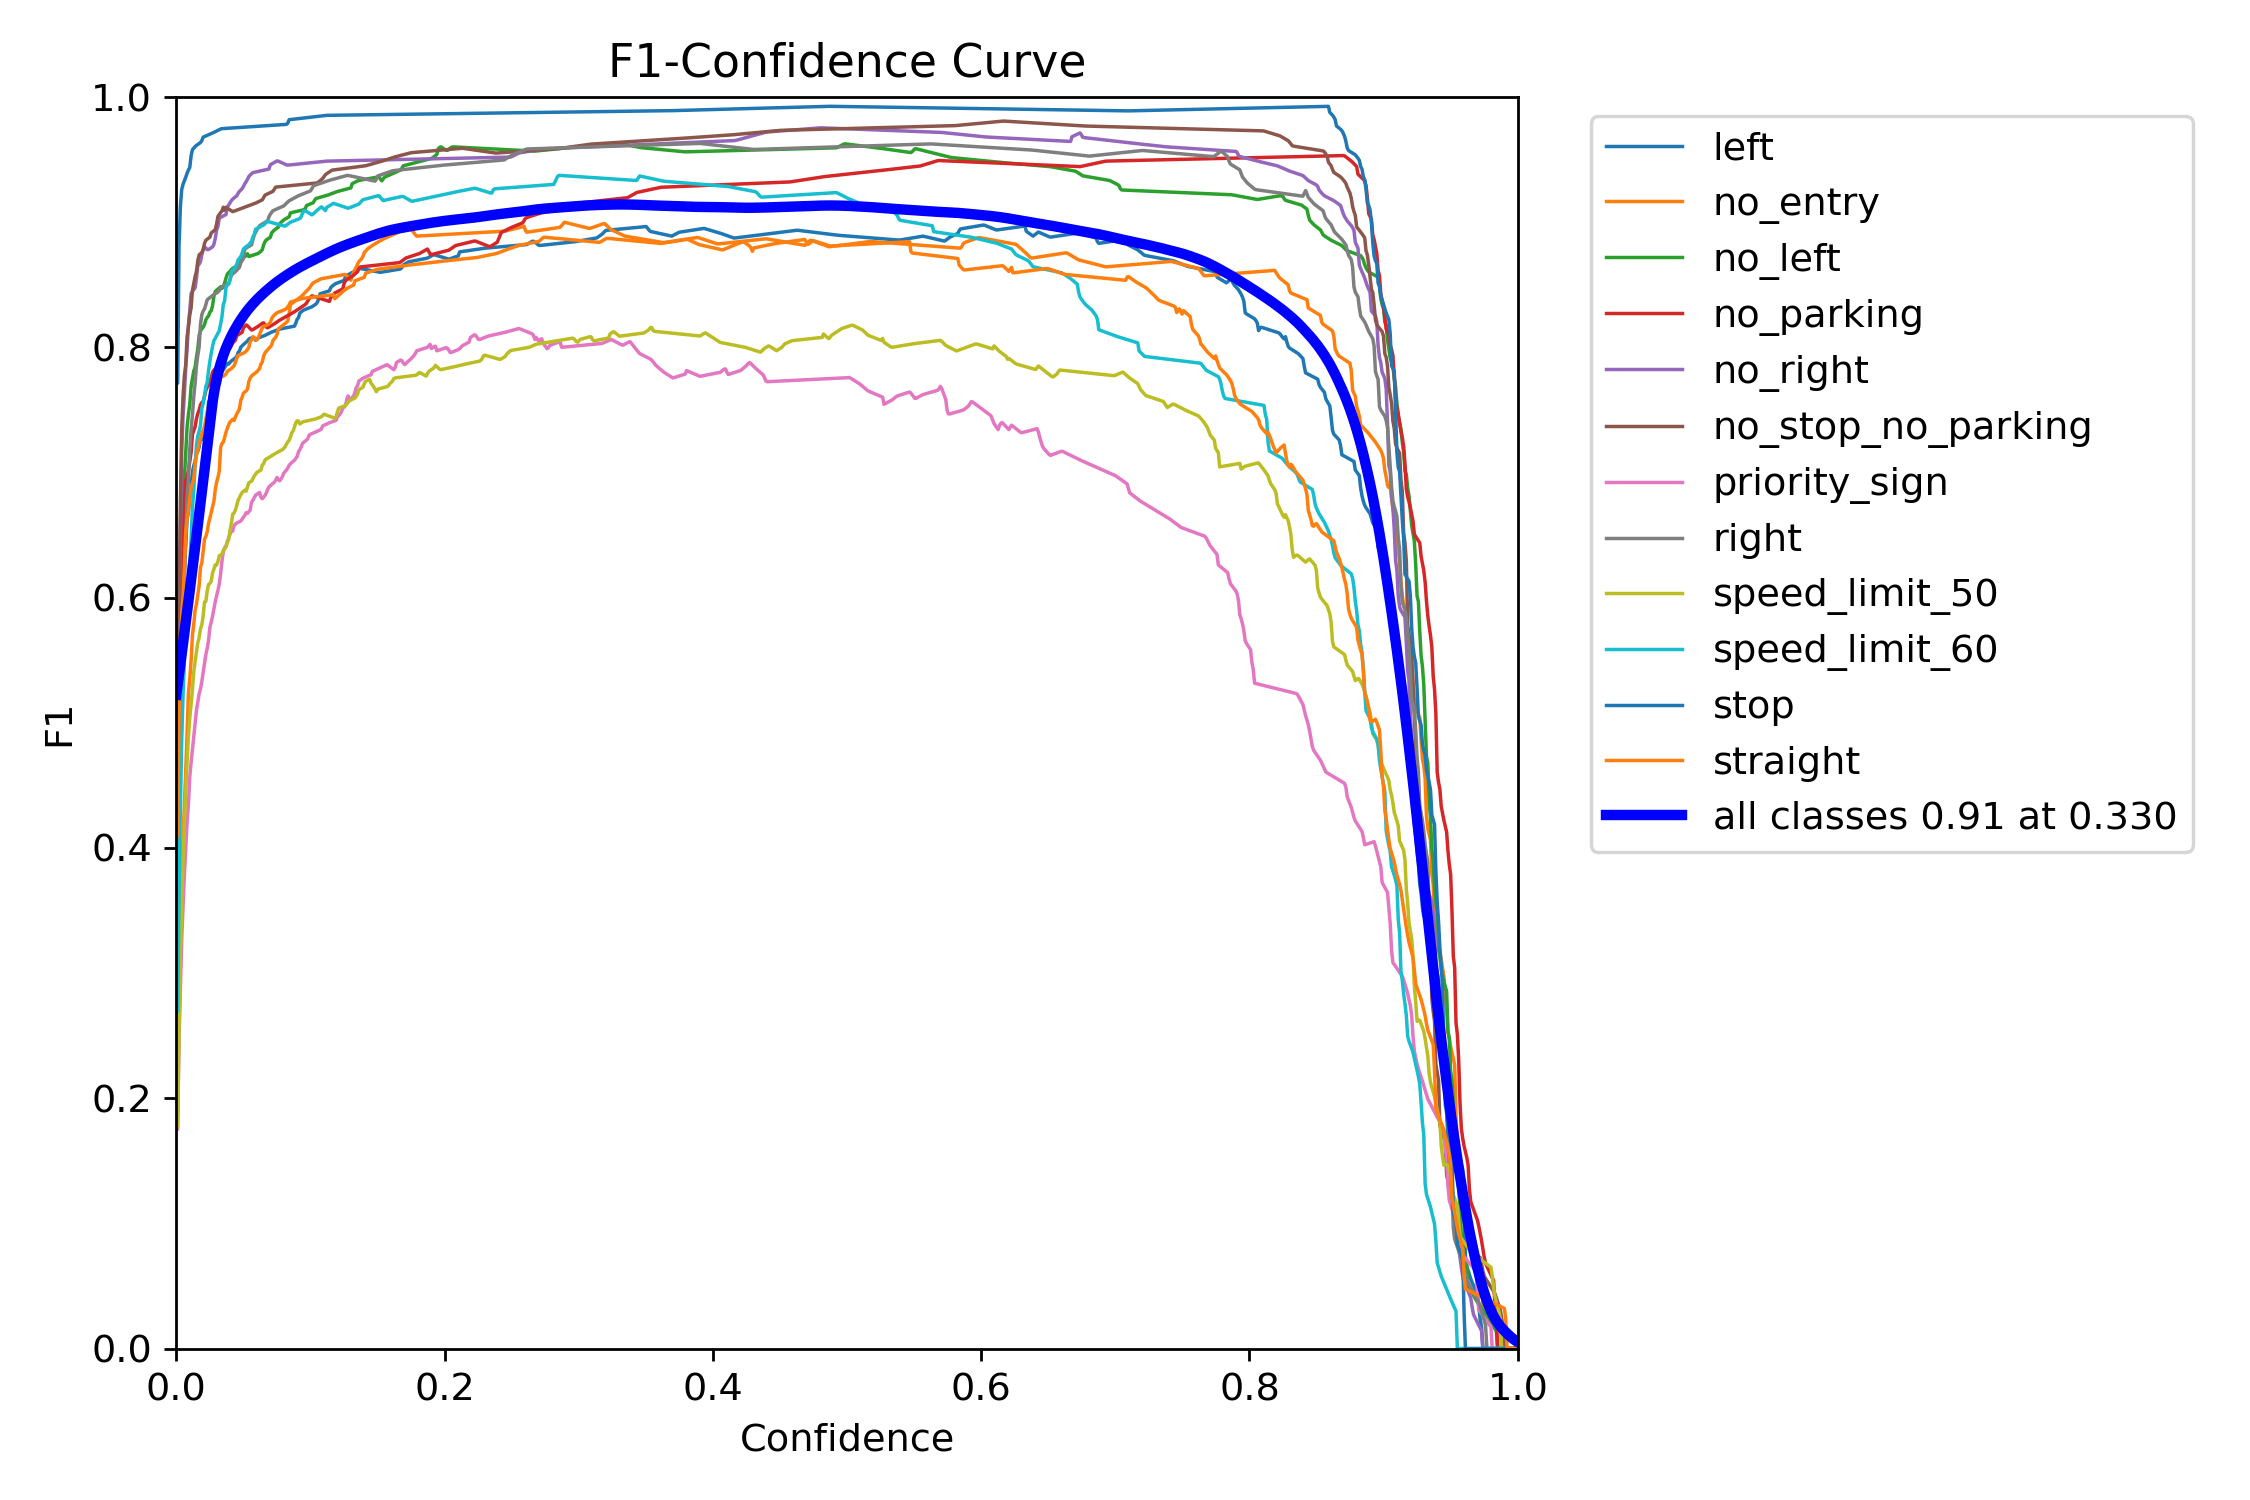 F1-Confidence Curve
1.0
0.8
0.6
0.4
0.2
0.0
F1
0.0 0.2 0.4 0.6 0.8 1.0
Confidence
left
no_entry
no_left
no_parking
no_right
no_stop_no_parking
priority_sign
right
speed_limit_50
speed_limit_60
stop
straight
all classes 0.91 at 0.330